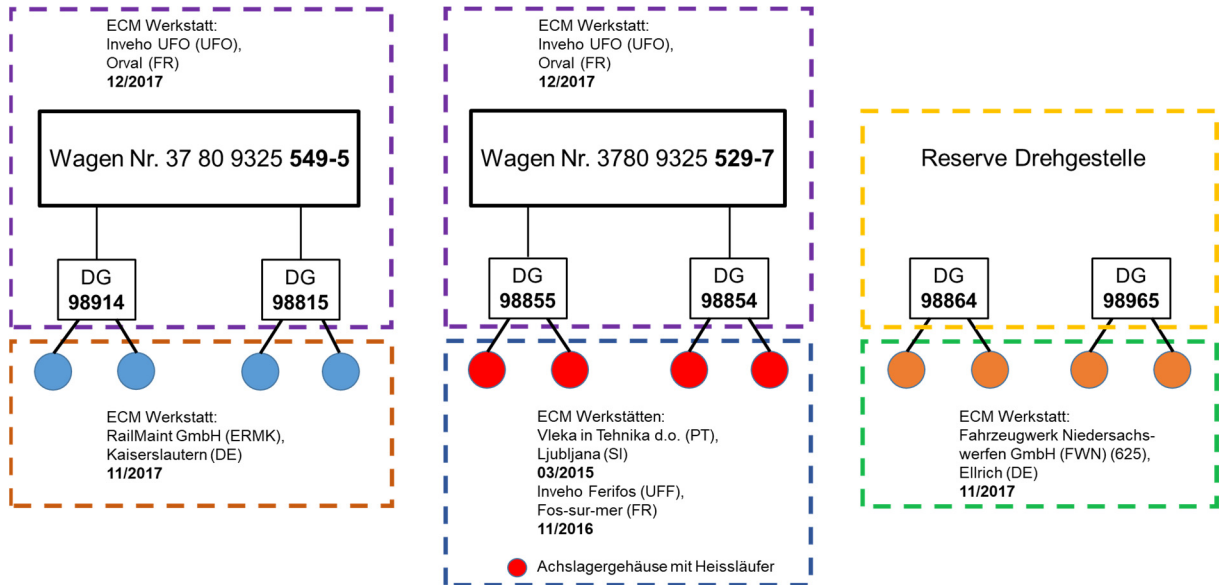 ECM Werkstatt:
Inveho UFO (UFO),
Orval (FR)
12/2017
Wagen Nr. 37 80 9325 549-5
DG
98914
DG
98815
ECM Werkstatt:
RailMaint GmbH (ERMK),
Kaiserslautern (DE)
11/2017
ECM Werkstatt:
Inveho UFO (UFO),
Orval (FR)
12/2017
Wagen Nr. 3780 9325 529-7
DG
98855
DG
98854
ECM Werkstätten:
Vleka in Tehnika d.o. (PT),
Ljubljana (SI)
03/2015
Inveho Ferifos (UFF),
Fos-sur-mer (FR)
11/2016
Achslagergehäuse mit Heissläufer
Reserve Drehgestelle
DG
98864
DG
98965
ECM Werkstatt:
Fahrzeugwerk Niedersachs-
werfen GmbH (FWN) (625),
Ellrich (DE)
11/2017